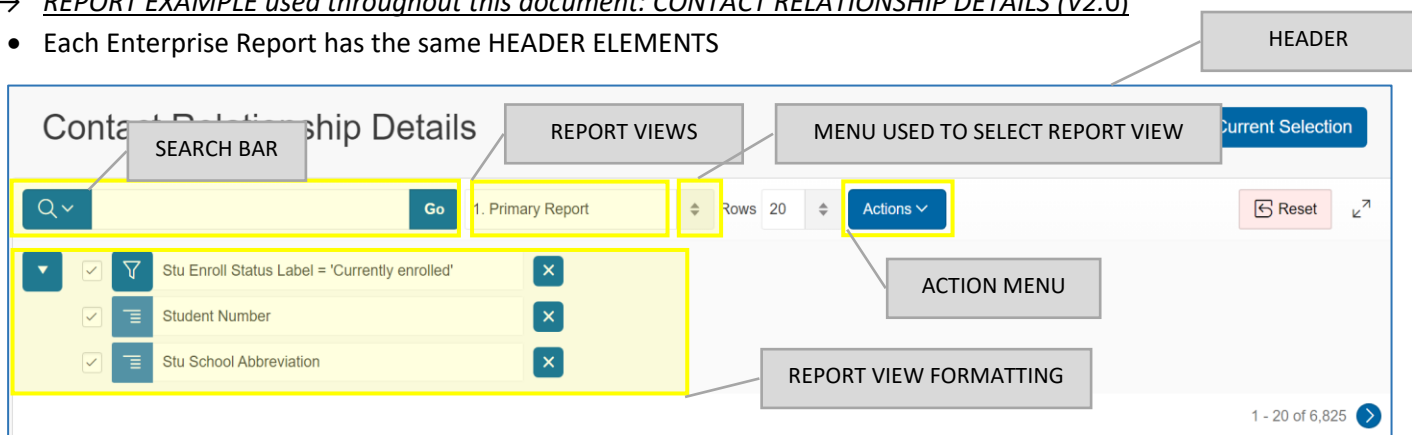 → REPORT EXAMPLE used throughout this document: CONTACT RELATIONSHIP DETAILS (V2.0)
• Each Enterprise Report has the same HEADER ELEMENTS
HEADER
Contact Relationship Details
SEARCH BAR
REPORT VIEWS
MENU USED TO SELECT REPORT VIEW
Current Selection
Go
1. Primary Report
Rows 20
Actions
Reset
Stu Enroll Status Label = 'Currently enrolled'
ACTION MENU
Student Number
Stu School Abbreviation
REPORT VIEW FORMATTING
1 - 20 of 6,825